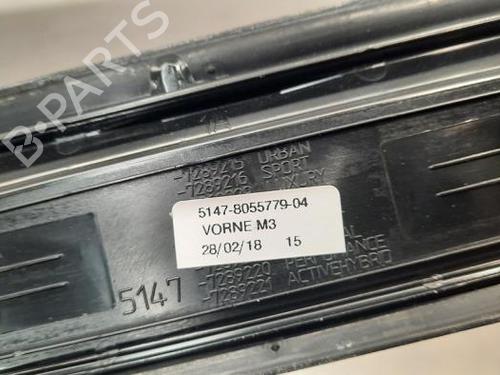 B-PARTS
-7289215 URBAN
-7289216 SPORT
LUXURY
5147-8055779-04
VORNE M3
28/02/18 15
-7289220 PERFORMANCE
-7289221 ACTIVEHYBRID
5147